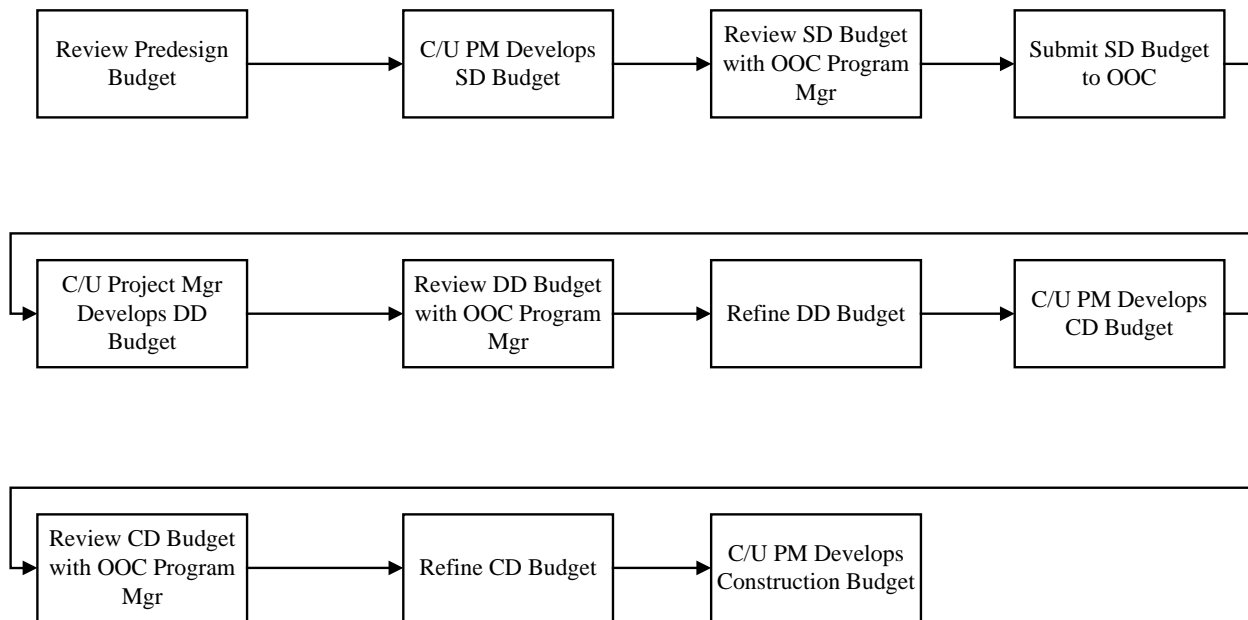 Review Predesign
Budget
C/U PM Develops
SD Budget
Review SD Budget
with OOC Program
Mgr
Submit SD Budget
to OOC
C/U Project Mgr
Develops DD
Budget
Review DD Budget
with OOC Program
Mgr
Refine DD Budget
C/U PM Develops
CD Budget
Review CD Budget
with OOC Program
Mgr
Refine CD Budget
C/U PM Develops
Construction Budget